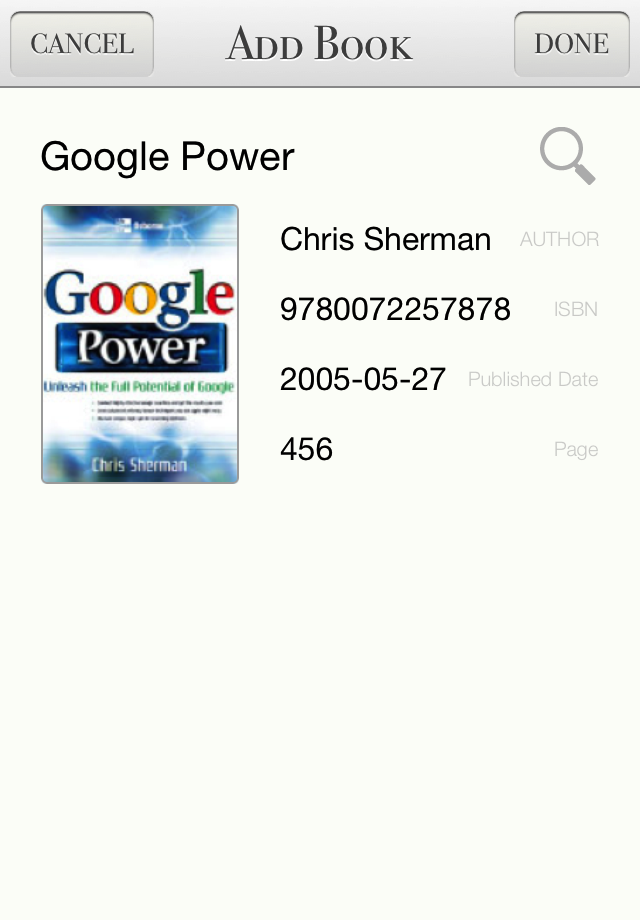 CANCEL
ADD BOOK
DONE
Google Power
Google
Power
Unleash the Full Potential of Google
Chris Sherman
Chris Sherman AUTHOR
9780072257878 ISBN
2005-05-27 Published Date
456 Page